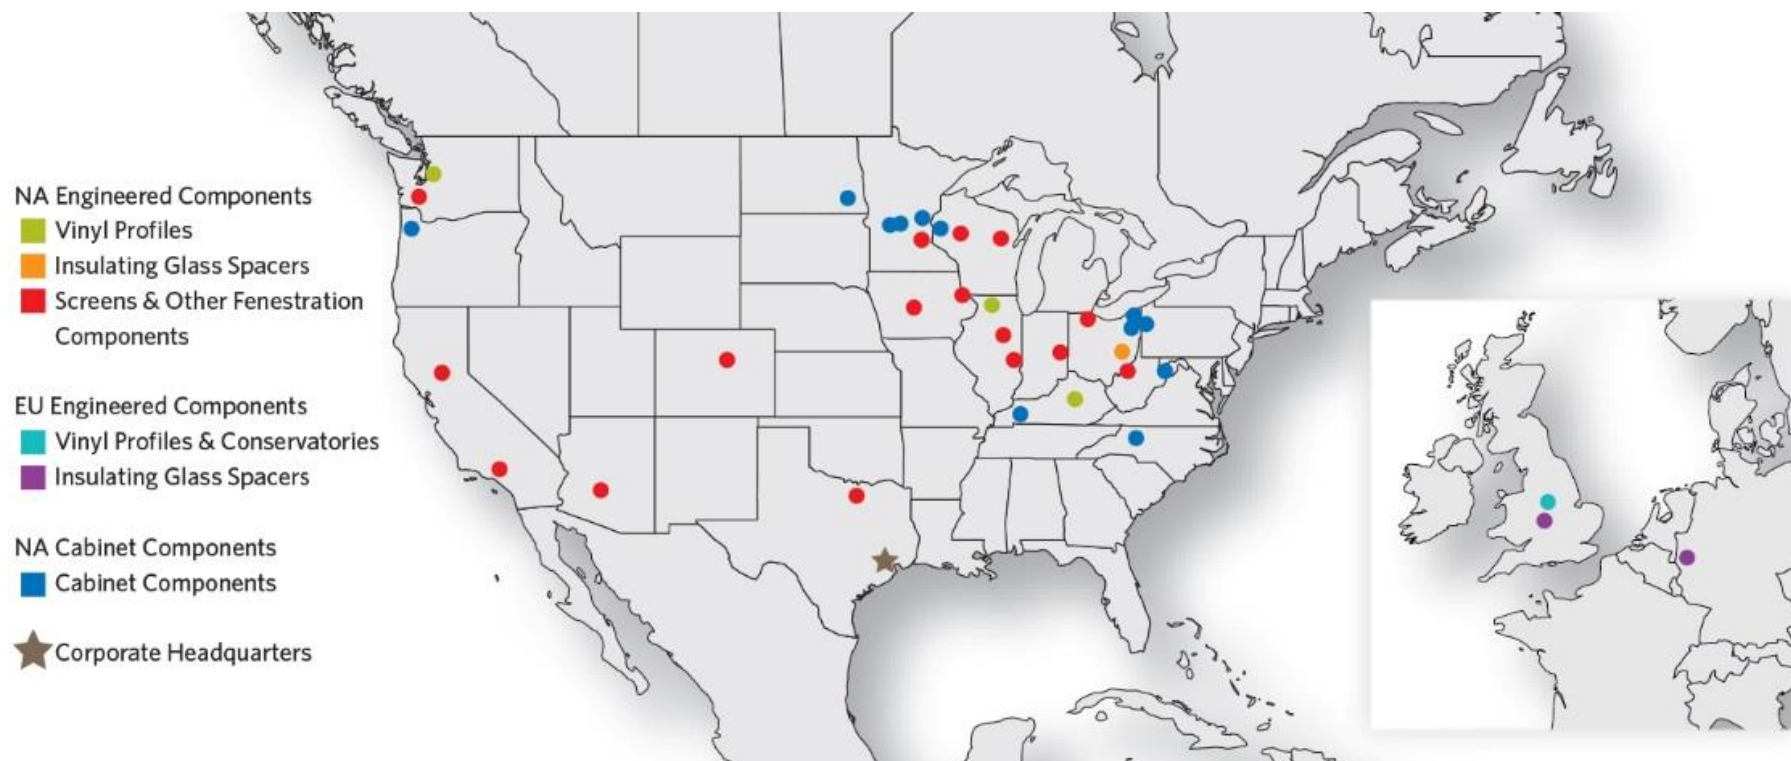 NA Engineered Components
Vinyl Profiles
Insulating Glass Spacers
Screens & Other Fenestration
Components
EU Engineered Components
Vinyl Profiles & Conservatories
Insulating Glass Spacers
NA Cabinet Components
Cabinet Components
Corporate Headquarters